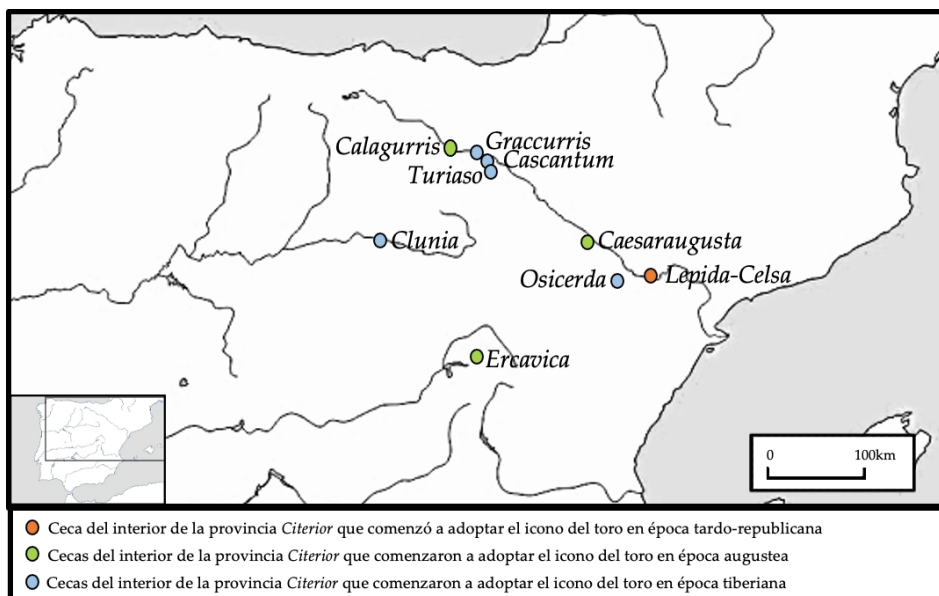 Calagurris
Graccurris
Cascantum
Turiaso
Clunia
Caesaraugusta
Osicerda
Lepida-Celsa
Ercavica
0 100km
Ceca del interior de la provincia Citerior que comenzó a adoptar el icono del toro en época tardo-republicana
Cecas del interior de la provincia Citerior que comenzaron a adoptar el icono del toro en época augustea
Cecas del interior de la provincia Citerior que comenzaron a adoptar el icono del toro en época tiberiana